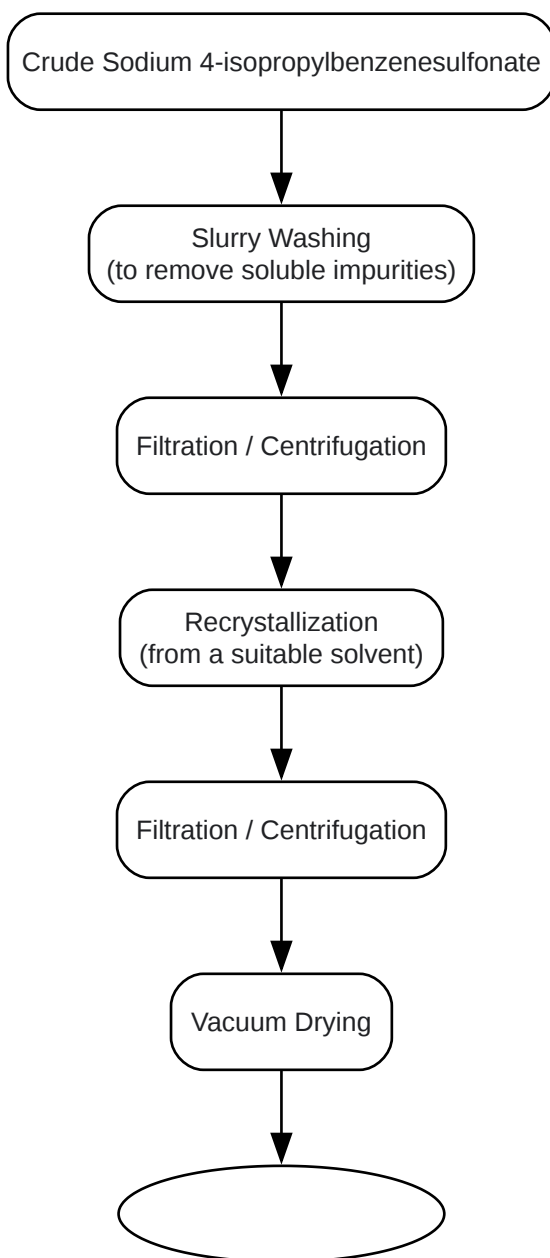 Crude Sodium 4-isopropylbenzenesulfonate
Slurry Washing
(to remove soluble impurities)
Filtration / Centrifugation
Recrystallization
(from a suitable solvent)
Filtration / Centrifugation
Vacuum Drying